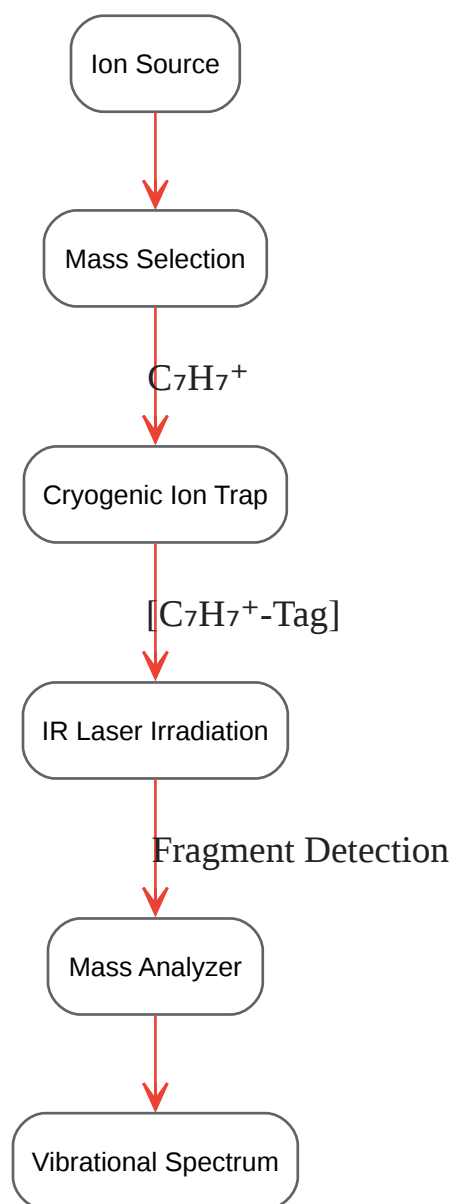 Ion Source
Mass Selection
C₇H₇⁺
Cryogenic Ion Trap
[C₇H₇⁺-Tag]
IR Laser Irradiation
Fragment Detection
Mass Analyzer
Vibrational Spectrum